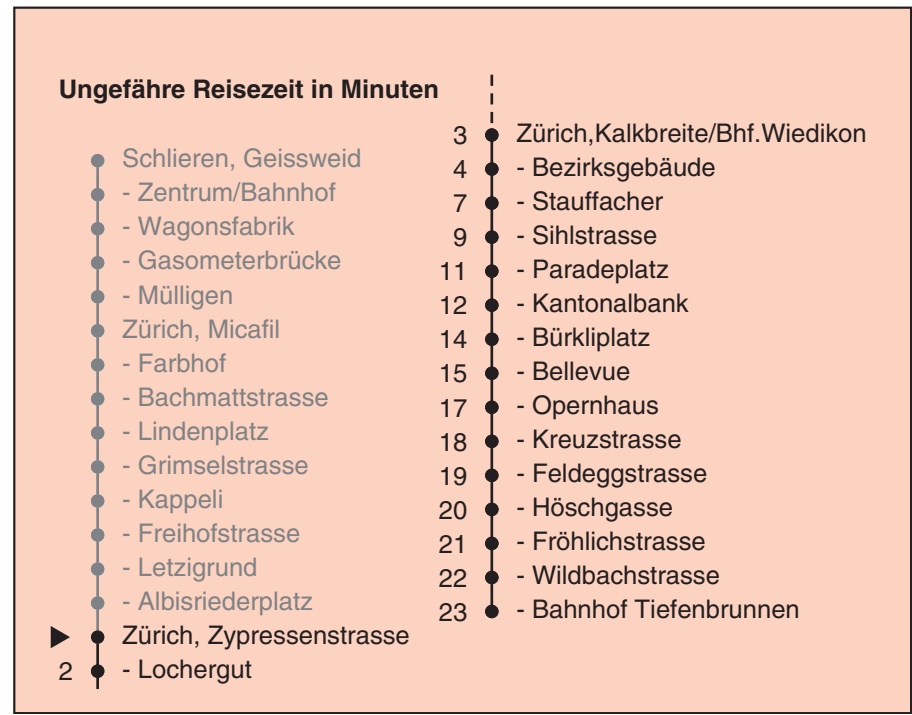 Ungefähre Reisezeit in Minuten
Schlieren, Geissweid
- Zentrum/Bahnhof
- Wagonsfabrik
- Gasometerbrücke
- Mülligen
Zürich, Micafil
- Farbhof
- Bachmattstrasse
- Lindenplatz
- Grimselstrasse
- Kappeli
- Freihofstrasse
- Letzigrund
- Albisriederplatz
Zürich, Zypressenstrasse
2 - Lochergut
3 Zürich,Kalkbreite/Bhf.Wiedikon
4 - Bezirksgebäude
7 - Stauffacher
9 - Sihlstrasse
11 - Paradeplatz
12 - Kantonalbank
14 - Bürkliplatz
15 - Bellevue
17 - Opernhaus
18 - Kreuzstrasse
19 - Feldeggstrasse
20 - Höschgasse
21 - Fröhlichstrasse
22 - Wildbachstrasse
23 - Bahnhof Tiefenbrunnen